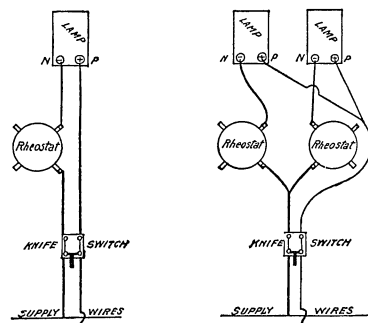 LAMP
N P
Rheostat
KNIFE SWITCH
SUPPLY WIRES
LAMP LAMP
N P
Rheostat Rheostat
KNIFE SWITCH
SUPPLY WIRES